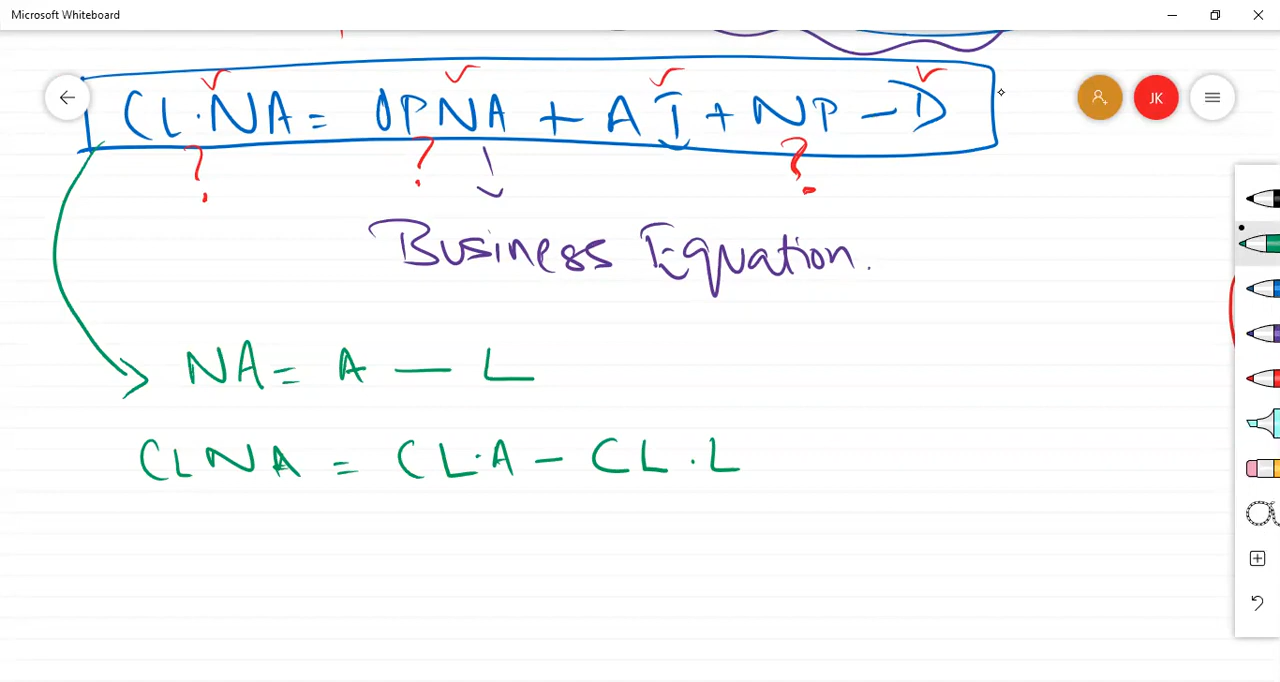 Microsoft Whiteboard
CL.NA = OPNA + AI + NP - D
? ? ?
JK
Business Equation.
NA = A - L
CLNA = CL.A - CL.L